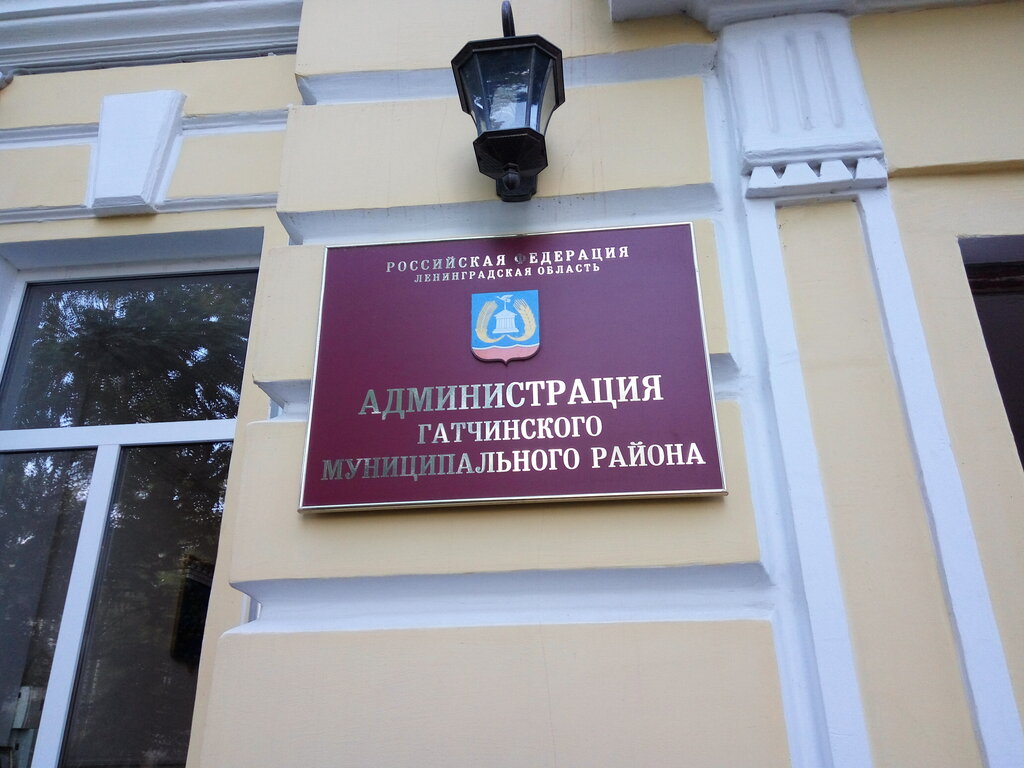 РОССИЙСКАЯ ФЕДЕРАЦИЯ
ЛЕНИНГРАДСКАЯ ОБЛАСТЬ
АДМИНИСТРАЦИЯ
ГАТЧИНСКОГО
МУНИЦИПАЛЬНОГО РАЙОНА